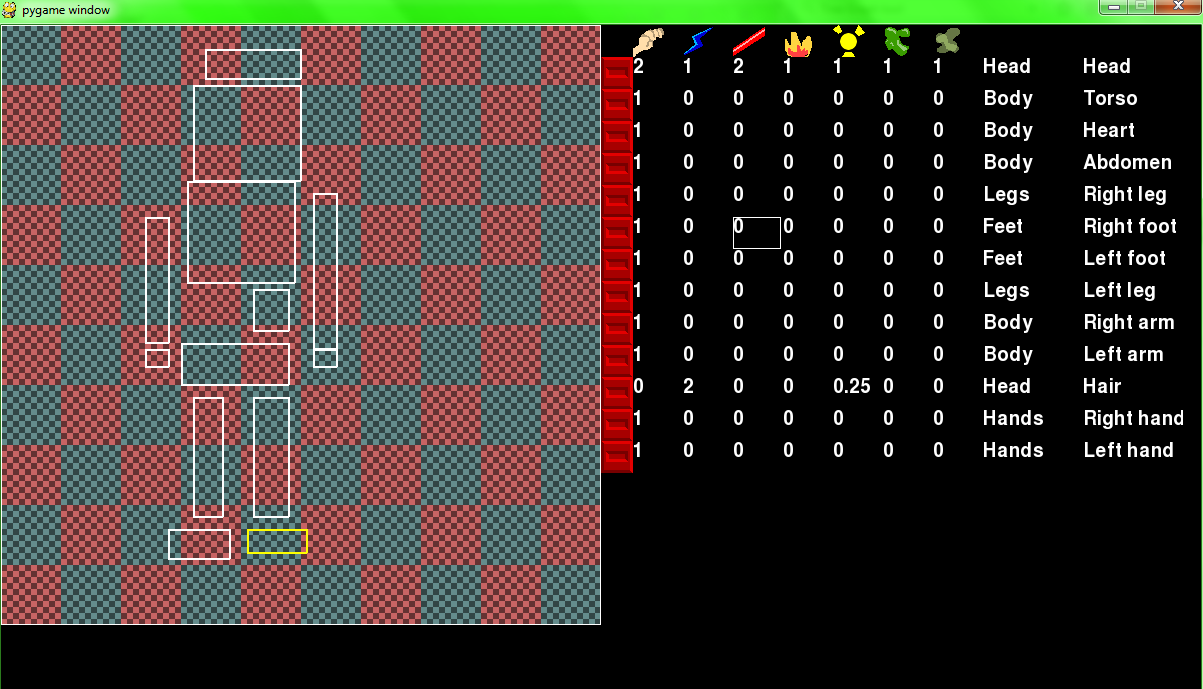 pygame window
2 1 2 1 1 1 1 Head Head
1 0 0 0 0 0 0 Body Torso
1 0 0 0 0 0 0 Body Heart
1 0 0 0 0 0 0 Body Abdomen
1 0 0 0 0 0 0 Legs Right leg
1 0 0 0 0 0 0 Feet Right foot
1 0 0 0 0 0 0 Feet Left foot
1 0 0 0 0 0 0 Legs Left leg
1 0 0 0 0 0 0 Body Right arm
1 0 0 0 0 0 0 Body Left arm
0 2 0 0 0.25 0 0 Head Hair
1 0 0 0 0 0 0 Hands Right hand
1 0 0 0 0 0 0 Hands Left hand